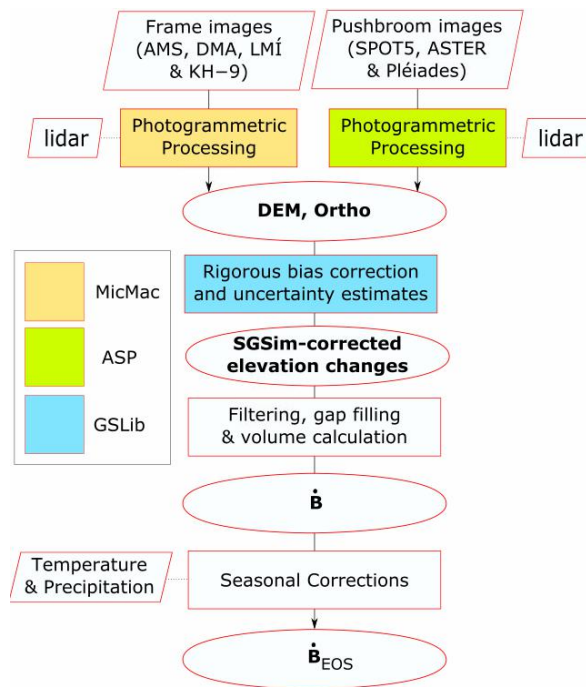 Frame images
(AMS, DMA, LMÍ
& KH−9)
Pushbroom images
(SPOT5, ASTER
& Pléiades)
lidar
Photogrammetric
Processing
Photogrammetric
Processing
lidar
DEM, Ortho
Rigorous bias correction
and uncertainty estimates
MicMac
ASP
GSLib
SGSim-corrected
elevation changes
Filtering, gap filling
& volume calculation
Ḃ
Temperature
& Precipitation
Seasonal Corrections
ḂEOS